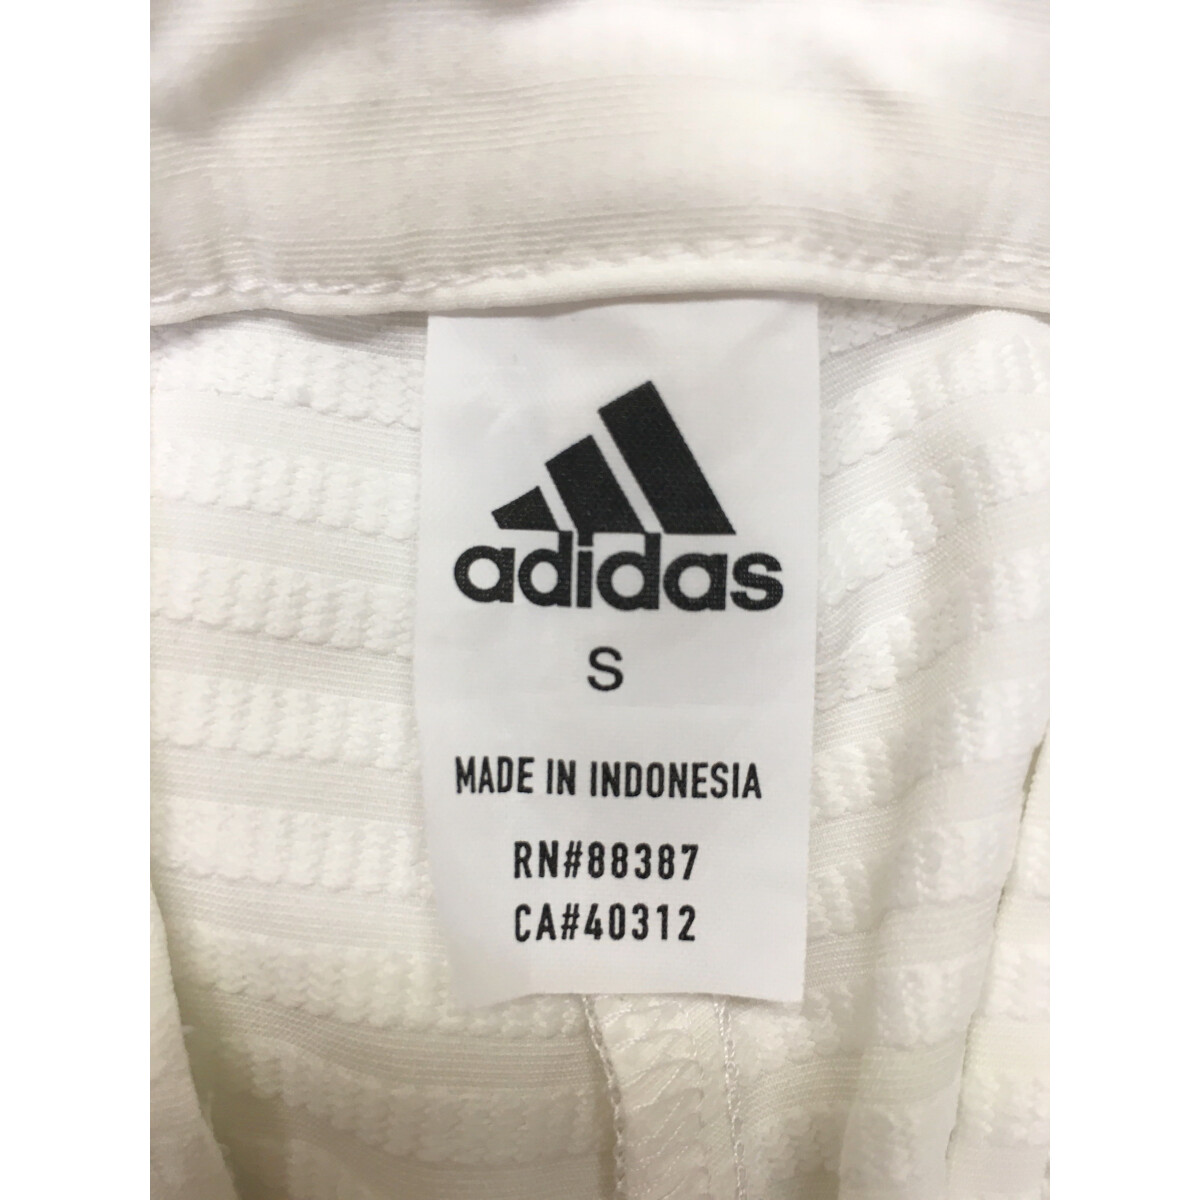 adidas
S
MADE IN INDONESIA
RN#88387
CA#40312